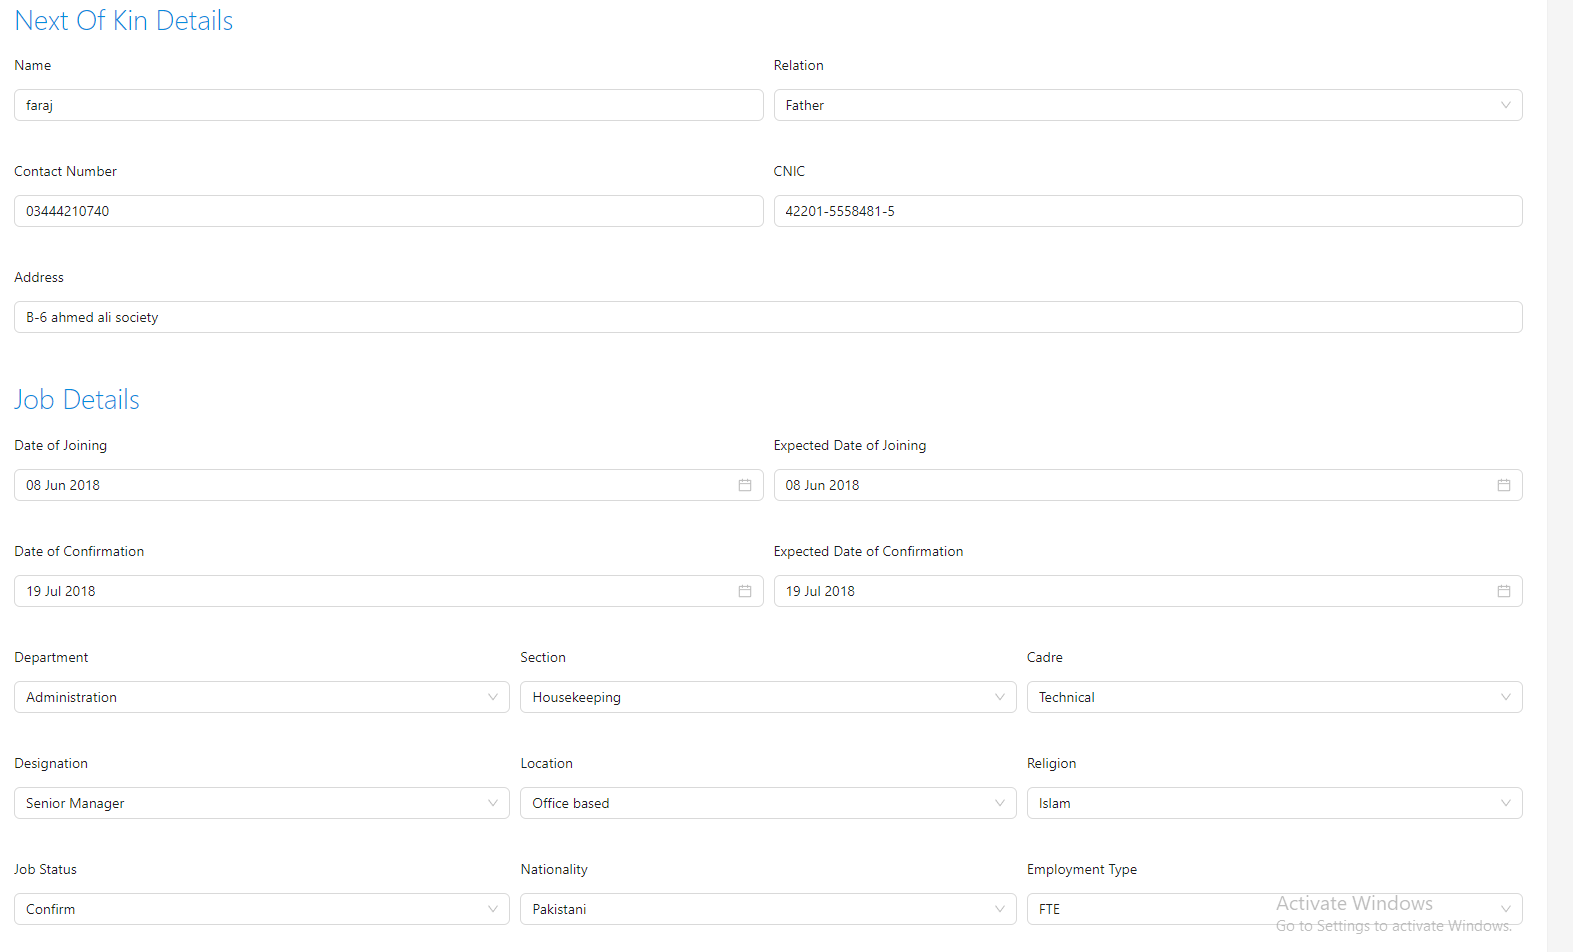 Next Of Kin Details
Name Relation
faraj Father
Contact Number CNIC
03444210740 42201-5558481-5
Address
B-6 ahmed ali society
Job Details
Date of Joining Expected Date of Joining
08 Jun 2018 08 Jun 2018
Date of Confirmation Expected Date of Confirmation
19 Jul 2018 19 Jul 2018
Department Section Cadre
Administration Housekeeping Technical
Designation Location Religion
Senior Manager Office based Islam
Job Status Nationality Employment Type
Confirm Pakistani FTE
Activate Windows
Go to Settings to activate Windows.